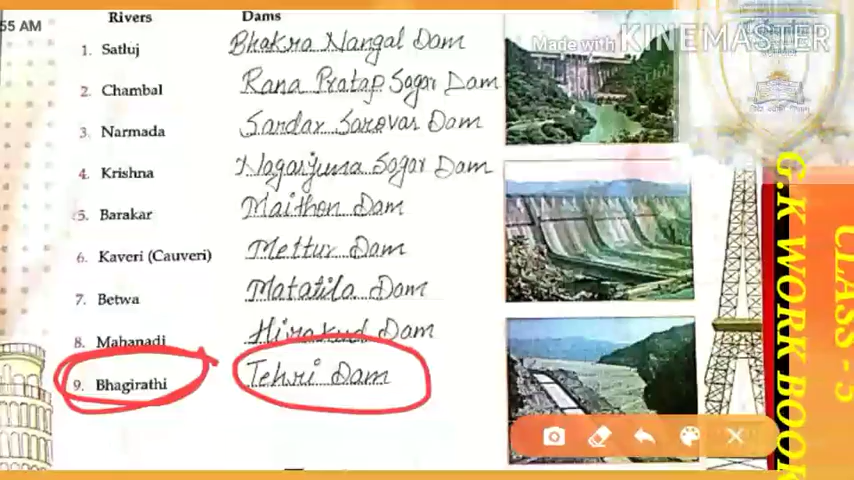 55 AM
Rivers Dams
Made with KINEMASTER
1. Satluj Bhakra Nangal Dam
2. Chambal Rana Pratap Sagar Dam
3. Narmada Sardar Sarovar Dam
4. Krishna Nagarjuna Sagar Dam
5. Barakar Maithon Dam
6. Kaveri (Cauveri) Mettur Dam
7. Betwa Matatila Dam
8. Mahanadi Hirakud Dam
9. Bhagirathi Tehri Dam
G.K WORK BOOK
CLASS - 5